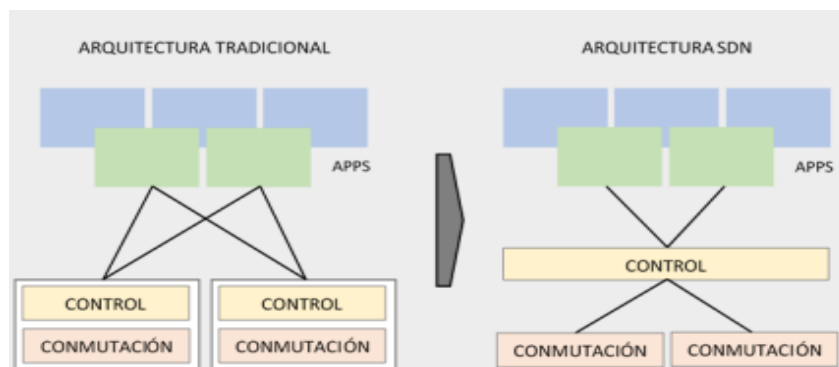 ARQUITECTURA TRADICIONAL
APPS
CONTROL
CONMUTACIÓN
CONTROL
CONMUTACIÓN
ARQUITECTURA SDN
APPS
CONTROL
CONMUTACIÓN
CONMUTACIÓN